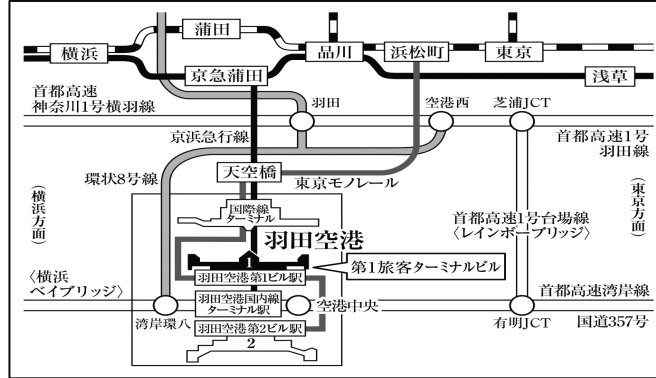 蒲田
横浜
品川
浜松町
東京
京急蒲田
浅草
首都高速
神奈川1号横羽線
羽田
空港西
芝浦JCT
京浜急行線
首都高速1号
羽田線
天空橋
東京モノレール
環状8号線
(横浜方面)
国際線
ターミナル
首都高速1号台場線
〈レインボーブリッジ〉
(東京方面)
羽田空港
1
第1旅客ターミナルビル
羽田空港第1ビル駅
〈横浜
ベイブリッジ〉
首都高速湾岸線
羽田空港国内線
ターミナル駅
空港中央
湾岸環八
羽田空港第2ビル駅
有明JCT
国道357号
2